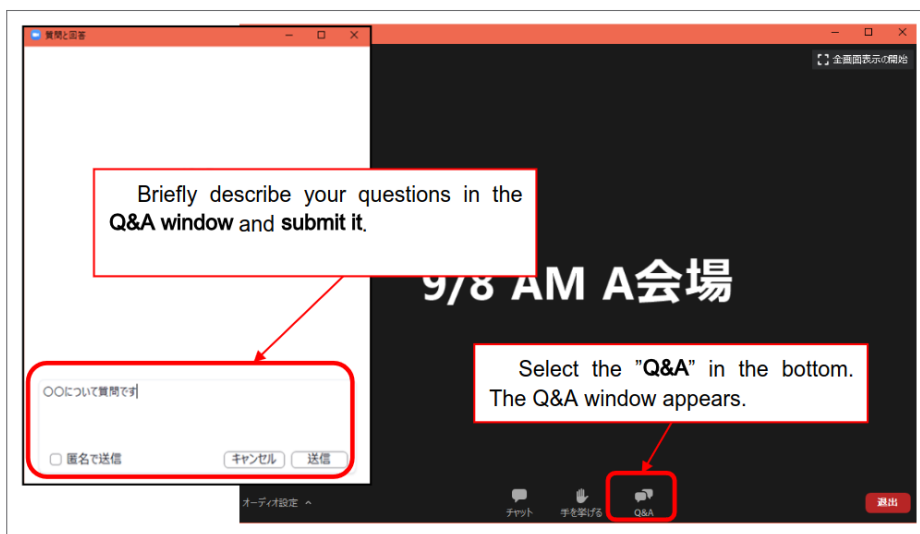 質問と回答
全画面表示の開始
Briefly describe your questions in the
Q&A window and submit it.
9/8 AM A会場
Select the ”Q&A” in the bottom.
The Q&A window appears.
〇〇について質問です
匿名で送信
キャンセル
送信
オーディオ設定
チャット
手を挙げる
Q&A
退出